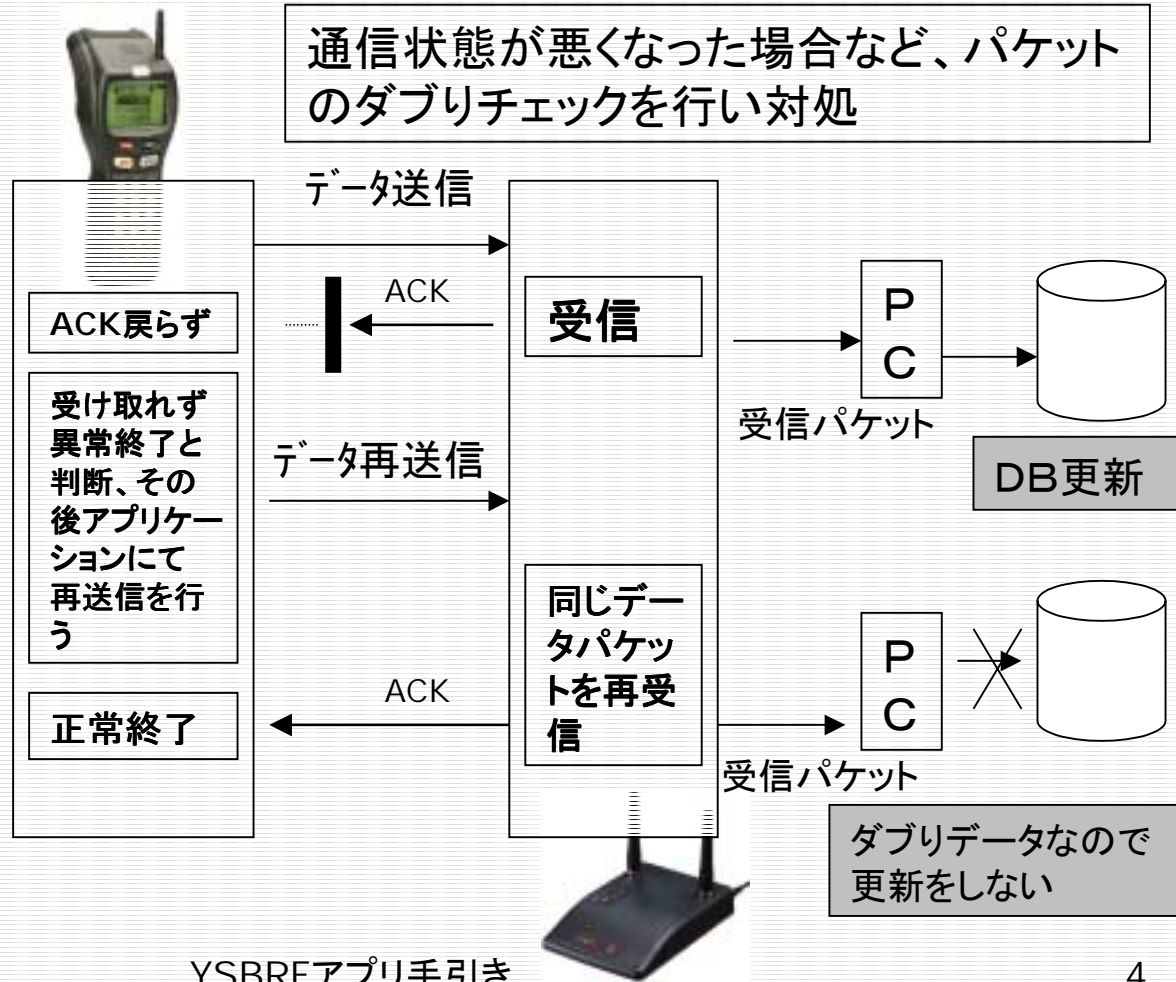 通信状態が悪くなった場合など、パケット
のダブりチェックを行い対処
ﾃﾞｰﾀ送信
ACK
ACK戻らず
受信
P
C
受信パケット
DB更新
受け取れず
異常終了と
判断、その
後アプリケー
ションにて
再送信を行
う
ﾃﾞｰﾀ再送信
同じデー
タパケッ
トを再受
信
P
C
ACK
正常終了
受信パケット
ダブりデータなので
更新をしない
YSBRFアプリ手引き
4